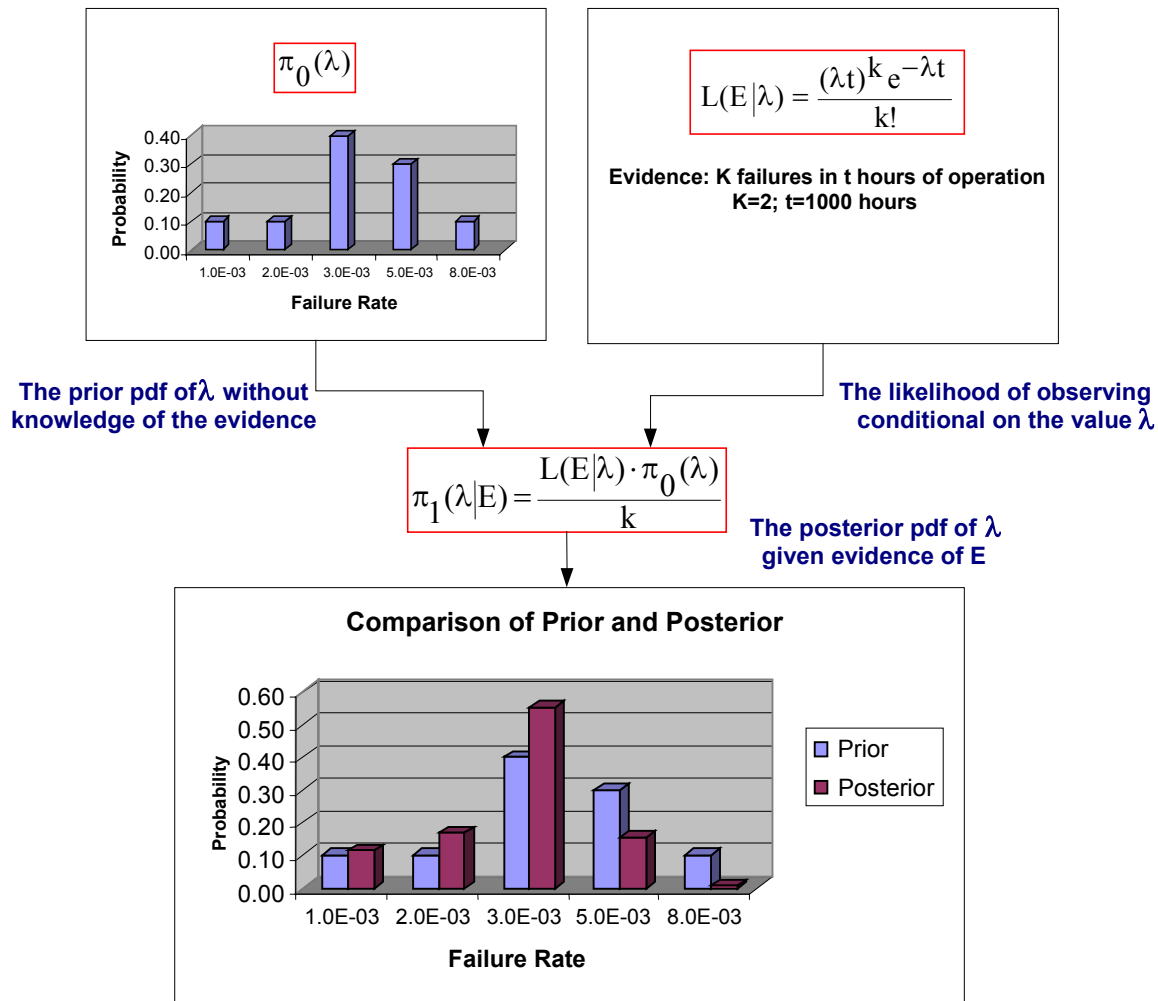 π₀(λ)
0.40
0.30
0.20
0.10
0.00
Probability
1.0E-03 2.0E-03 3.0E-03 5.0E-03 8.0E-03
Failure Rate
L(E|λ) = (λt)^k e^(−λt) / k!
Evidence: K failures in t hours of operation
K=2; t=1000 hours
The prior pdf of λ without
knowledge of the evidence
The likelihood of observing
conditional on the value λ
π₁(λ|E) = L(E|λ) · π₀(λ) / k
The posterior pdf of λ
given evidence of E
Comparison of Prior and Posterior
0.60
0.50
0.40
0.30
0.20
0.10
0.00
Probability
1.0E-03 2.0E-03 3.0E-03 5.0E-03 8.0E-03
Failure Rate
Prior
Posterior